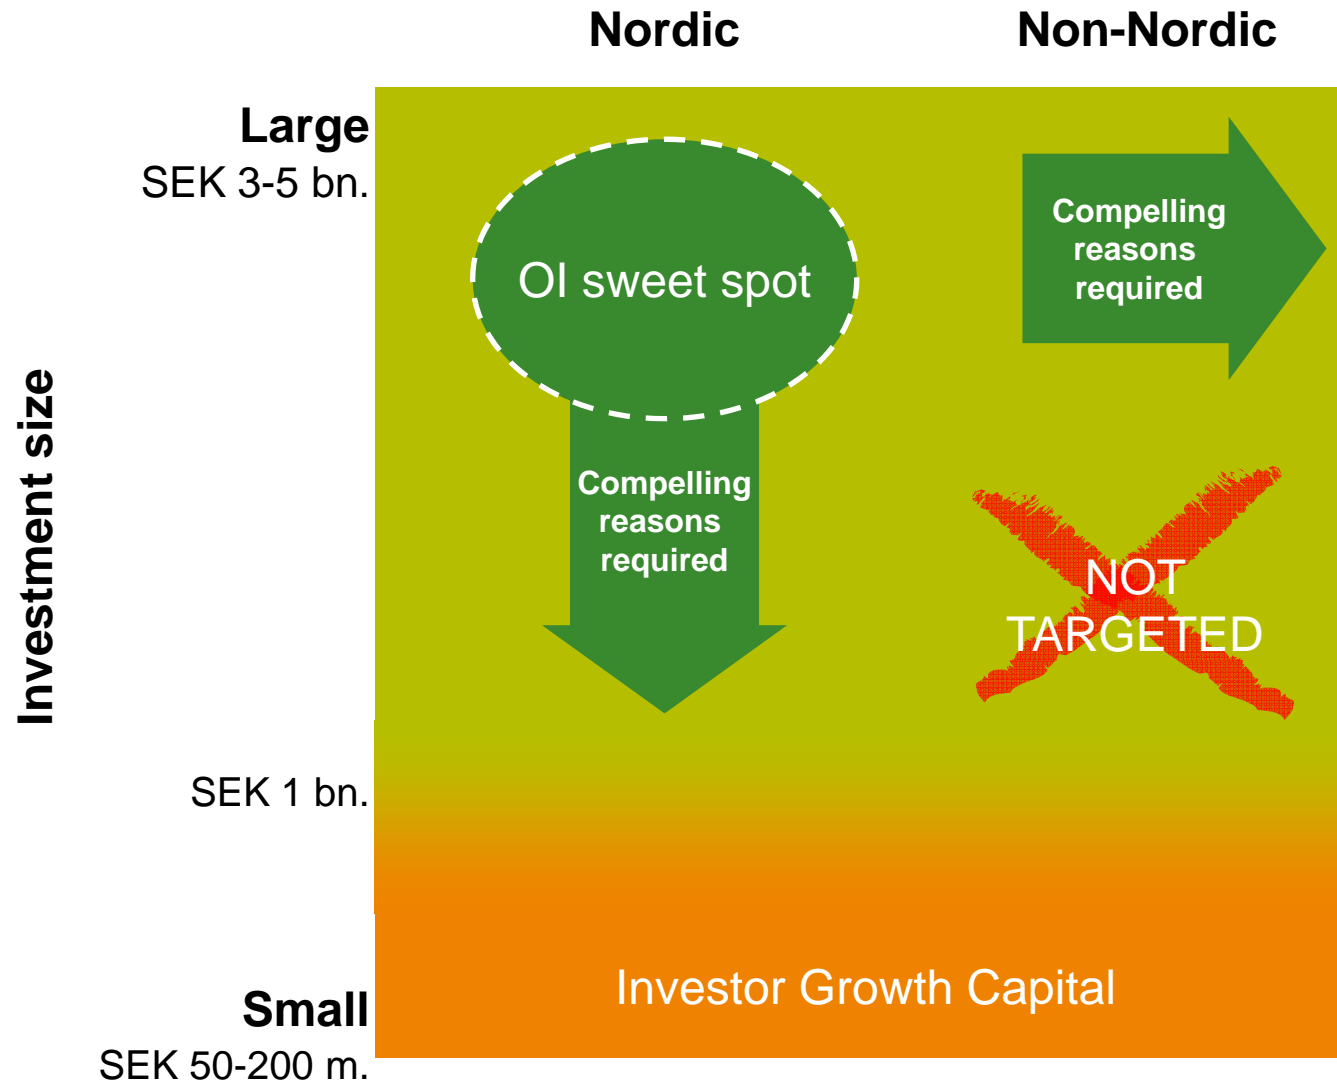 Nordic
Non-Nordic
Large
SEK 3-5 bn.
OI sweet spot
Compelling
reasons
required
Compelling
reasons
required
Investment size
NOT
TARGETED
SEK 1 bn.
Investor Growth Capital
Small
SEK 50-200 m.